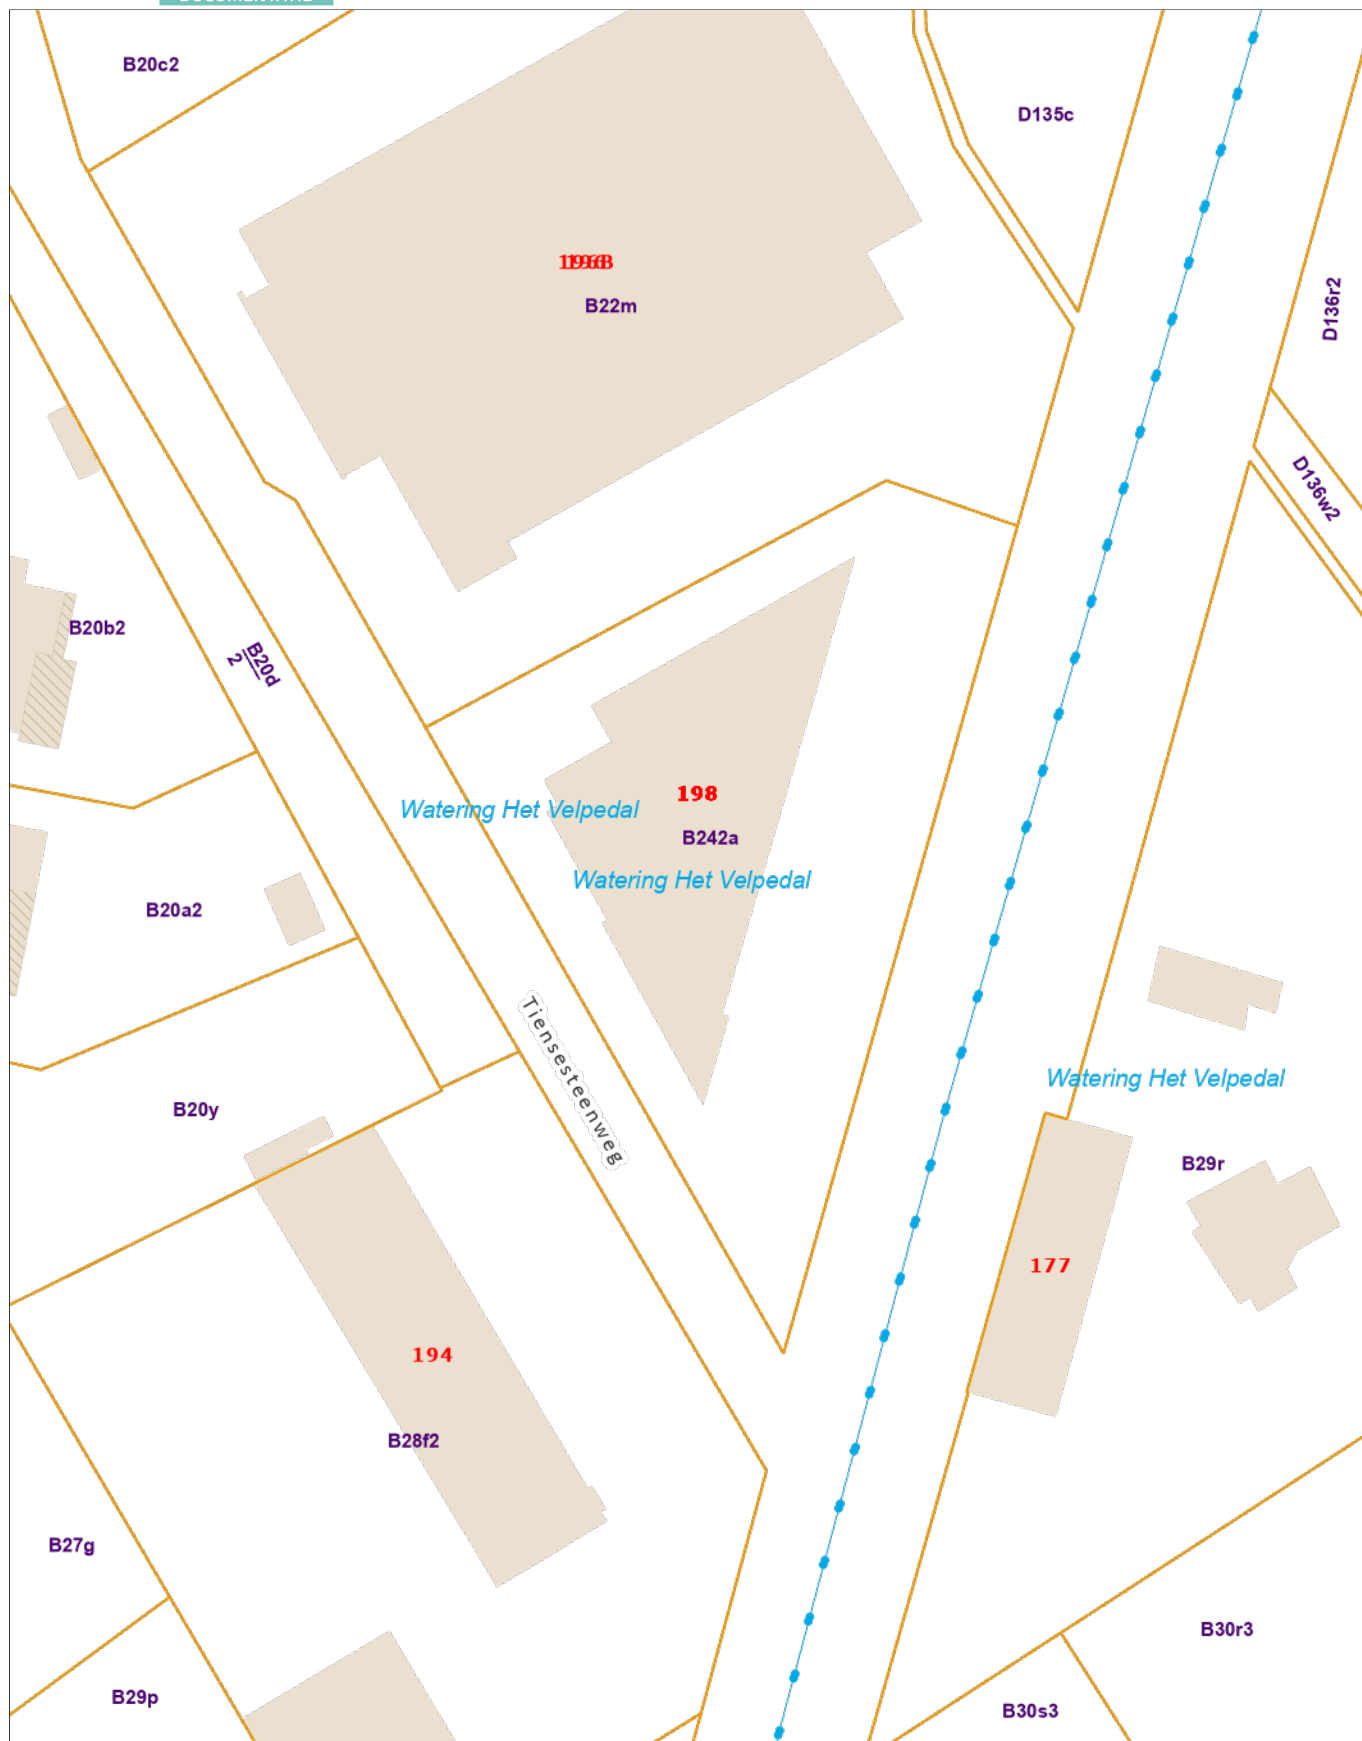 B20c2
D135c
B22m
D136r2
D136w2
B20b2
B20d
2
198
Watering Het Velpedal
B242a
Watering Het Velpedal
B20a2
Tiensesteenweg
Watering Het Velpedal
B20y
B29r
177
194
B28f2
B27g
B30r3
B29p
B30s3